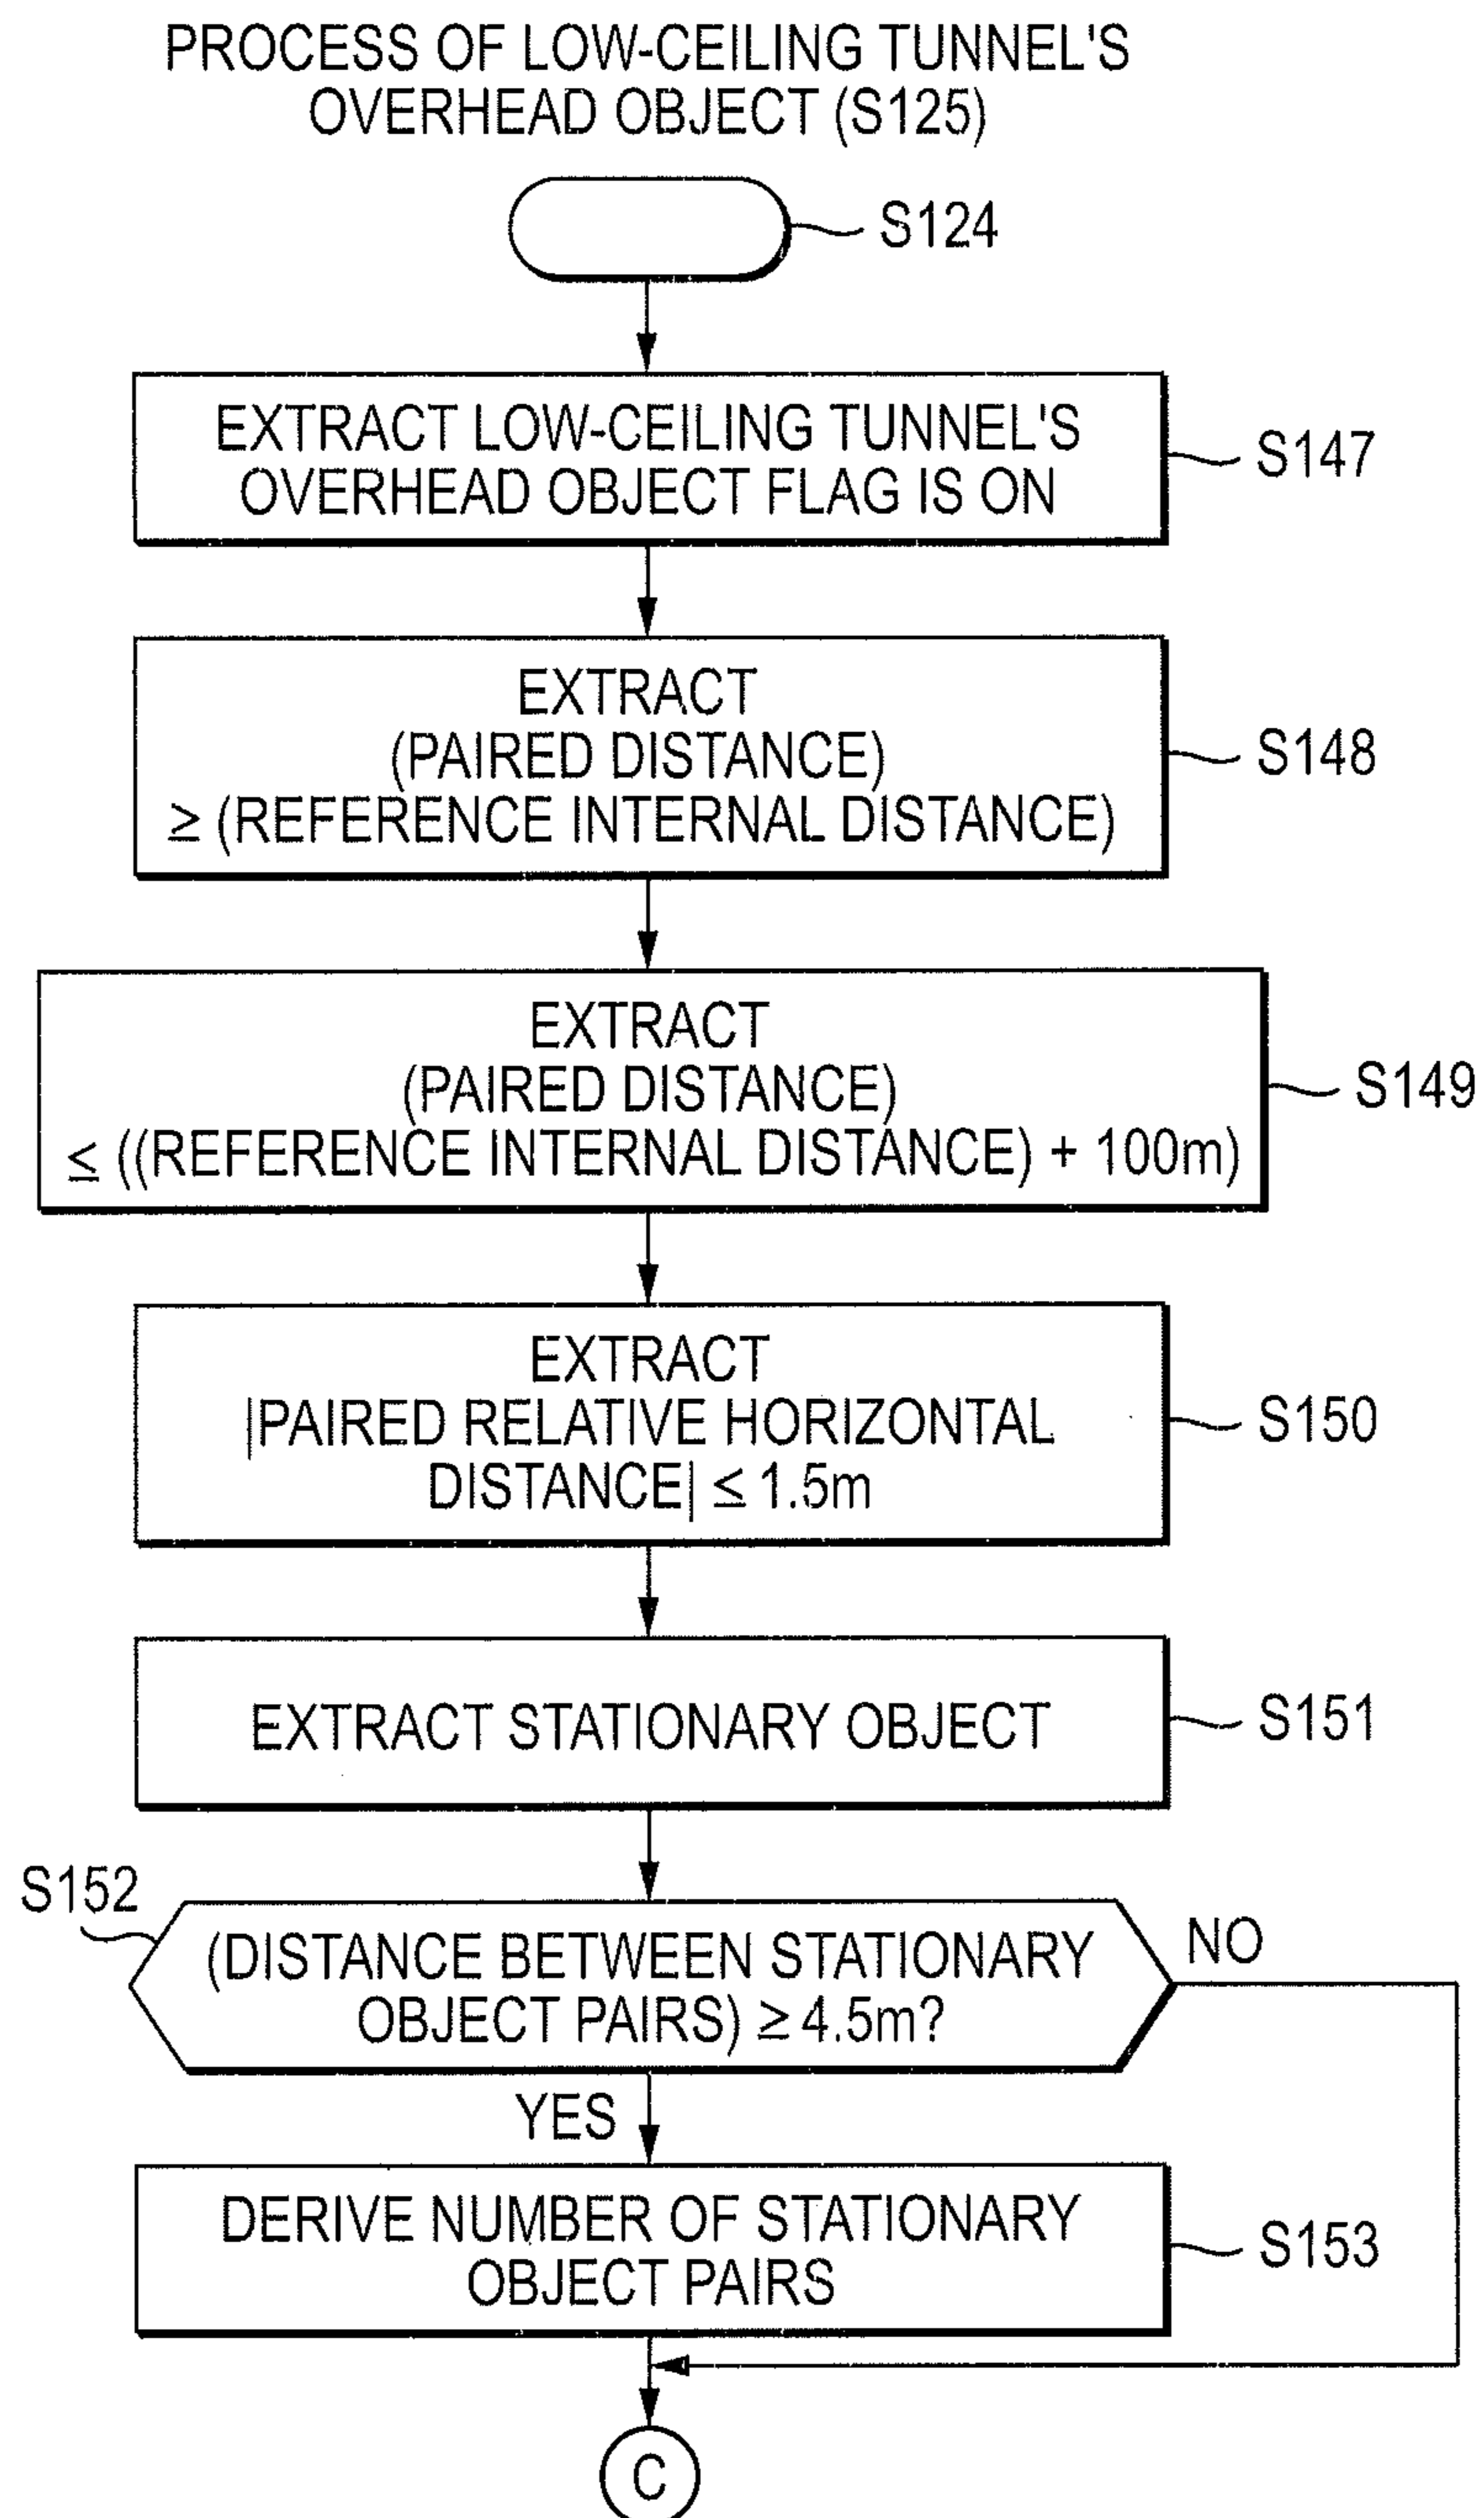 PROCESS OF LOW-CEILING TUNNEL'S
OVERHEAD OBJECT (S125)
S124
EXTRACT LOW-CEILING TUNNEL'S
OVERHEAD OBJECT FLAG IS ON
S147
EXTRACT
(PAIRED DISTANCE)
≥ (REFERENCE INTERNAL DISTANCE)
S148
EXTRACT
(PAIRED DISTANCE)
≤ ((REFERENCE INTERNAL DISTANCE) + 100m)
S149
EXTRACT
|PAIRED RELATIVE HORIZONTAL
DISTANCE| ≤ 1.5m
S150
EXTRACT STATIONARY OBJECT
S151
S152
(DISTANCE BETWEEN STATIONARY
OBJECT PAIRS) ≥ 4.5m?
NO
YES
DERIVE NUMBER OF STATIONARY
OBJECT PAIRS
S153
C